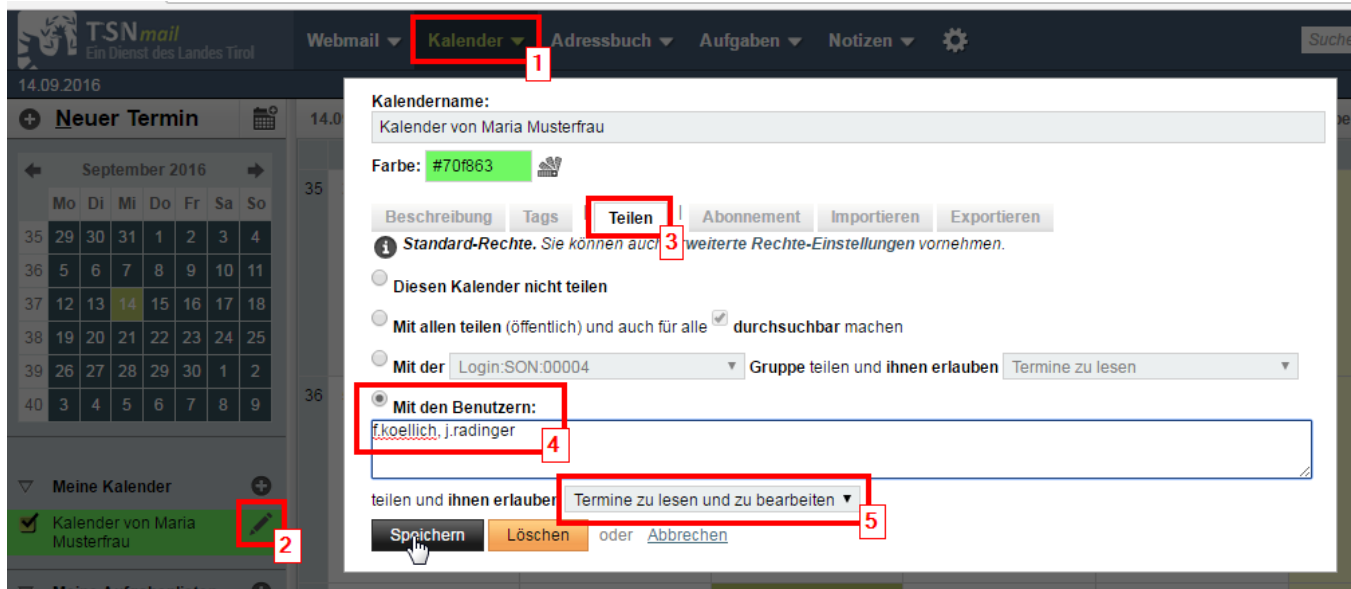 TSNmail
Ein Dienst des Landes Tirol
Webmail Kalender Adressbuch Aufgaben Notizen
Suche
1
14.09.2016
Neuer Termin
14.0
September 2016
Mo Di Mi Do Fr Sa So
35 29 30 31 1 2 3 4
36 5 6 7 8 9 10 11
37 12 13 14 15 16 17 18
38 19 20 21 22 23 24 25
39 26 27 28 29 30 1 2
40 3 4 5 6 7 8 9
35
36
Meine Kalender
Kalender von Maria
Musterfrau
2
Kalendername:
Kalender von Maria Musterfrau
Farbe: #70f863
Beschreibung Tags Teilen Abonnement Importieren Exportieren
3
Standard-Rechte. Sie können auch rweiterte Rechte-Einstellungen vornehmen.
Diesen Kalender nicht teilen
Mit allen teilen (öffentlich) und auch für alle durchsuchbar machen
Mit der Login:SON:00004 Gruppe teilen und ihnen erlauben Termine zu lesen
Mit den Benutzern:
f.koellich, j.radinger
4
teilen und ihnen erlauben Termine zu lesen und zu bearbeiten
5
Speichern Löschen oder Abbrechen